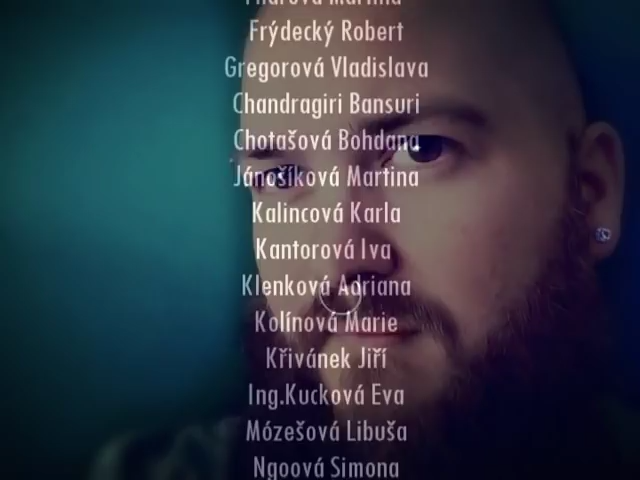 Frýdecký Robert
Gregorová Vladislava
Chandragiri Bansuri
Chotašová Bohdana
Jánošíková Martina
Kalincová Karla
Kantorová Iva
Klenková Adriana
Kolínová Marie
Křivánek Jiří
Ing.Kucková Eva
Mózešová Libuša
Ngoová Simona